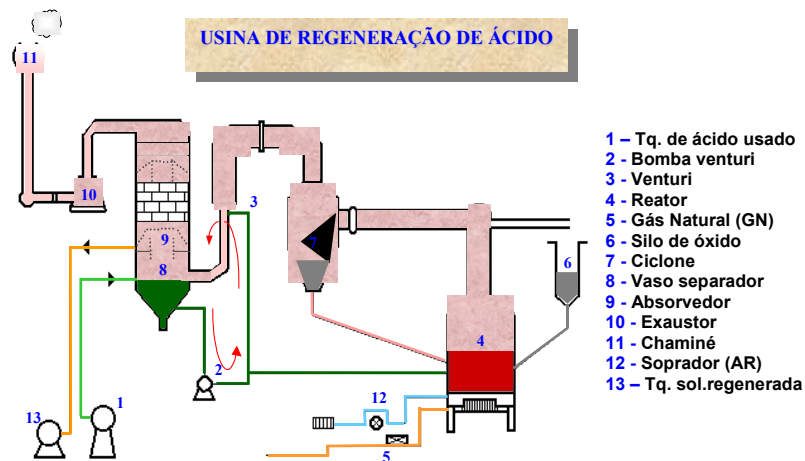 USINA DE REGENERAÇÃO DE ÁCIDO
11
10
3
9
8
7
6
4
2
12
13
1
5
1 – Tq. de ácido usado
2 - Bomba venturi
3 - Venturi
4 - Reator
5 - Gás Natural (GN)
6 - Silo de óxido
7 - Ciclone
8 - Vaso separador
9 - Absorvedor
10 - Exaustor
11 - Chaminé
12 - Soprador (AR)
13 – Tq. sol.regenerada